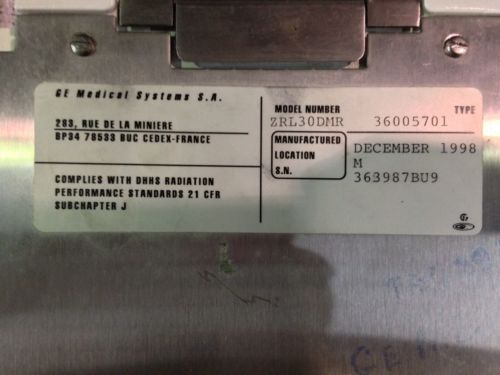 GE Medical Systems S.A.
283, RUE DE LA MINIERE
BP34 78533 BUC CEDEX-FRANCE
COMPLIES WITH DHHS RADIATION
PERFORMANCE STANDARDS 21 CFR
SUBCHAPTER J
MODEL NUMBER TYPE
ZRL30DMR 36005701
MANUFACTURED DECEMBER 1998
LOCATION M
S.N. 363987BU9
GE